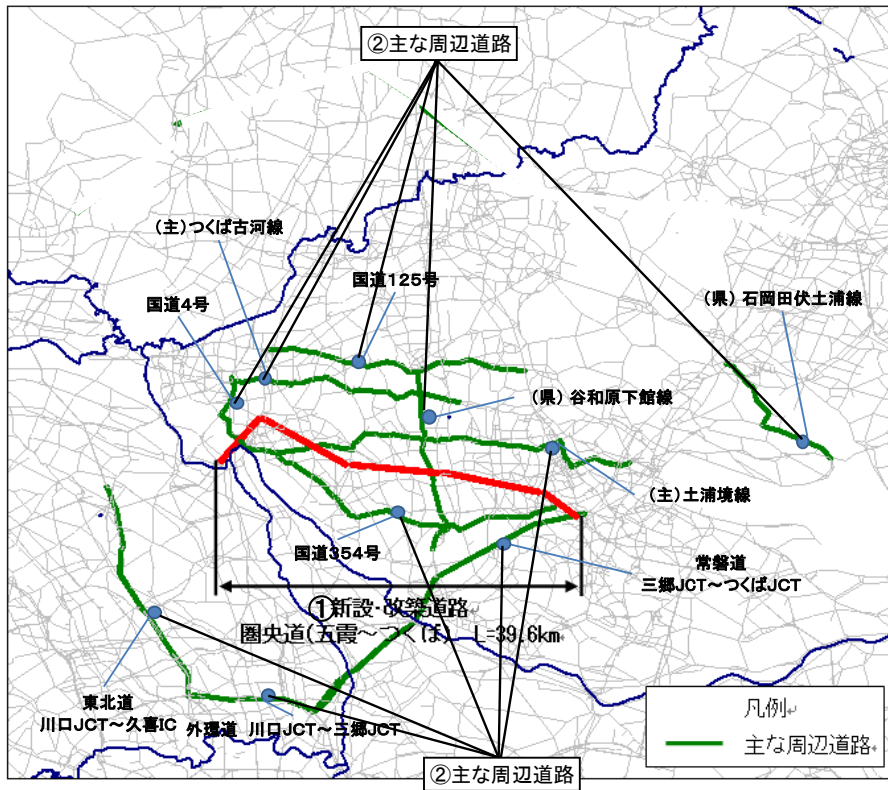 ②主な周辺道路
(主)つくば古河線
国道125号
国道4号
(県) 石岡田伏土浦線
(県) 谷和原下館線
(主)土浦境線
国道354号
常磐道
三郷JCT～つくばJCT
①新設・改築道路
圏央道(五霞～つくば) L=39.6km
東北道
川口JCT～久喜IC
外環道 川口JCT～三郷JCT
②主な周辺道路
凡例
主な周辺道路